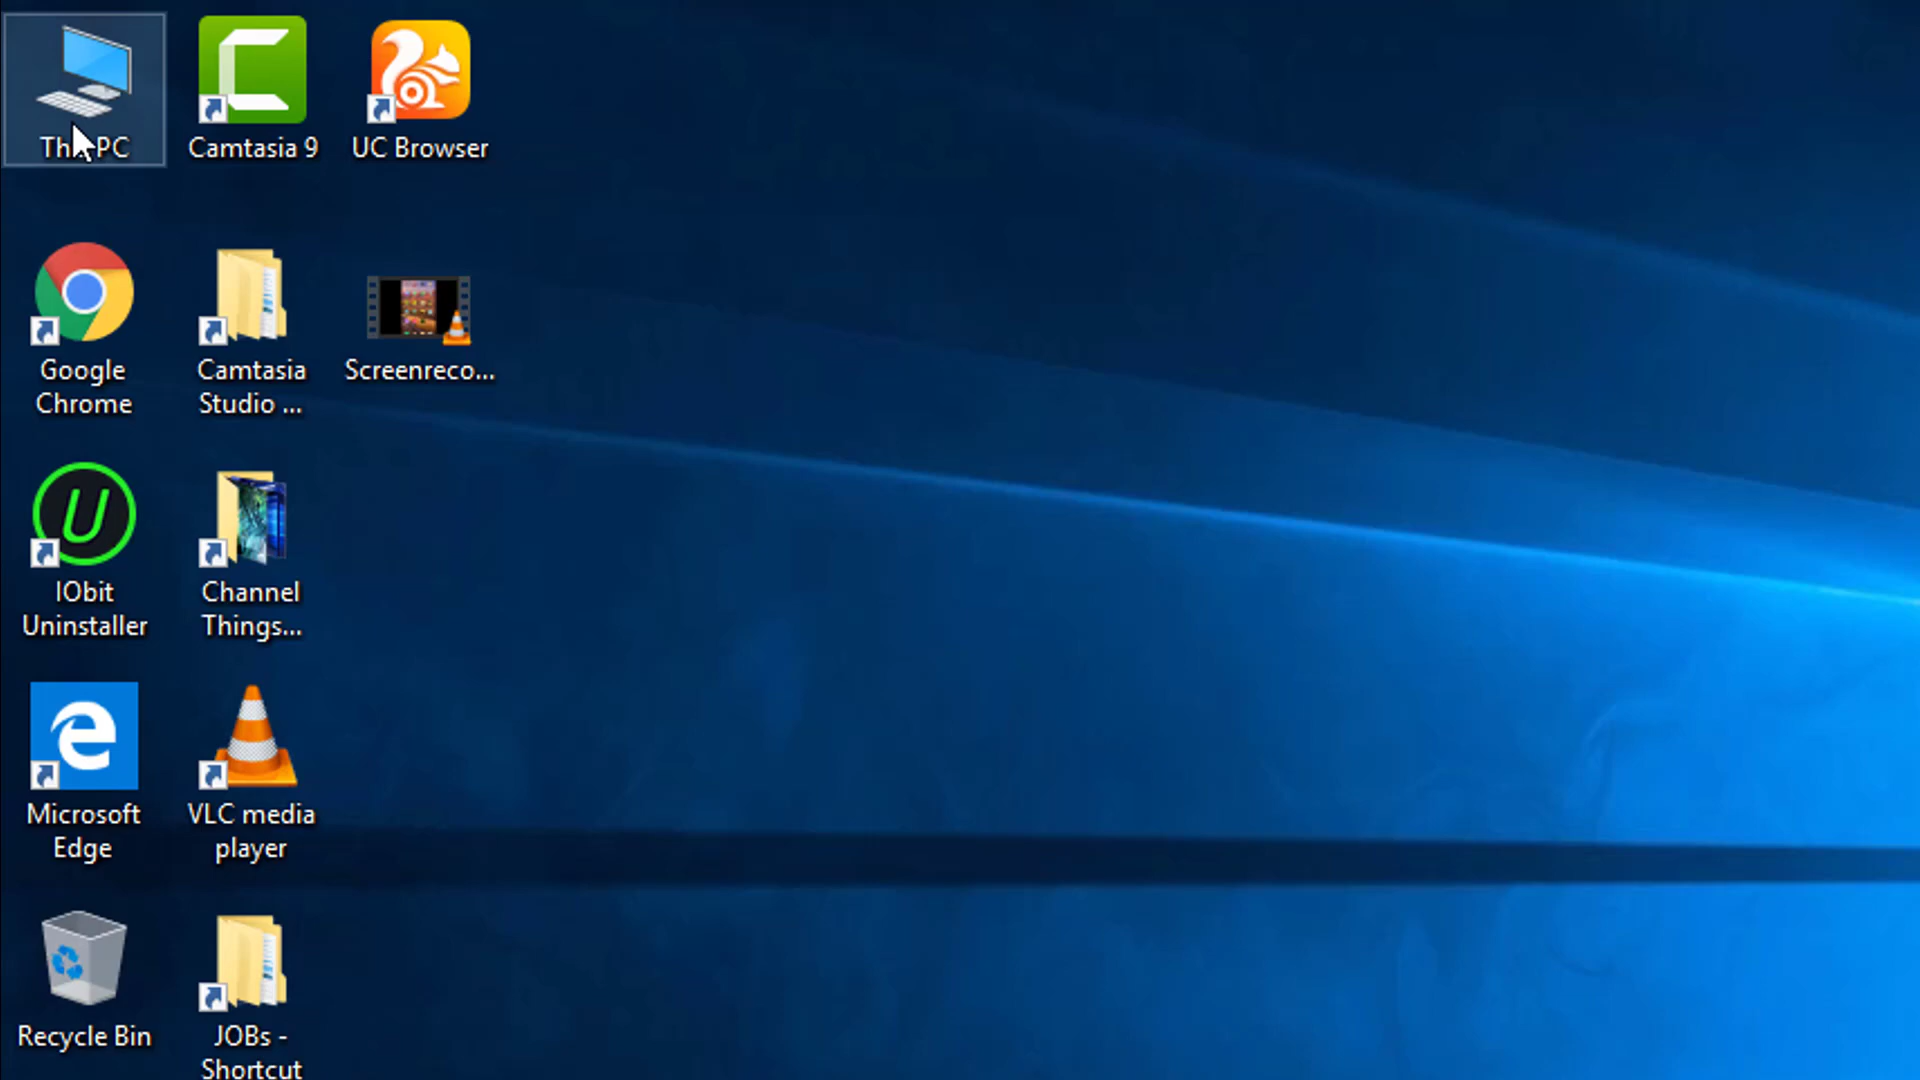 This PC
Camtasia 9
UC Browser
Google
Chrome
Camtasia
Studio ...
Screenreco...
IObit
Uninstaller
Channel
Things...
Microsoft
Edge
VLC media
player
Recycle Bin
JOBs -
Shortcut